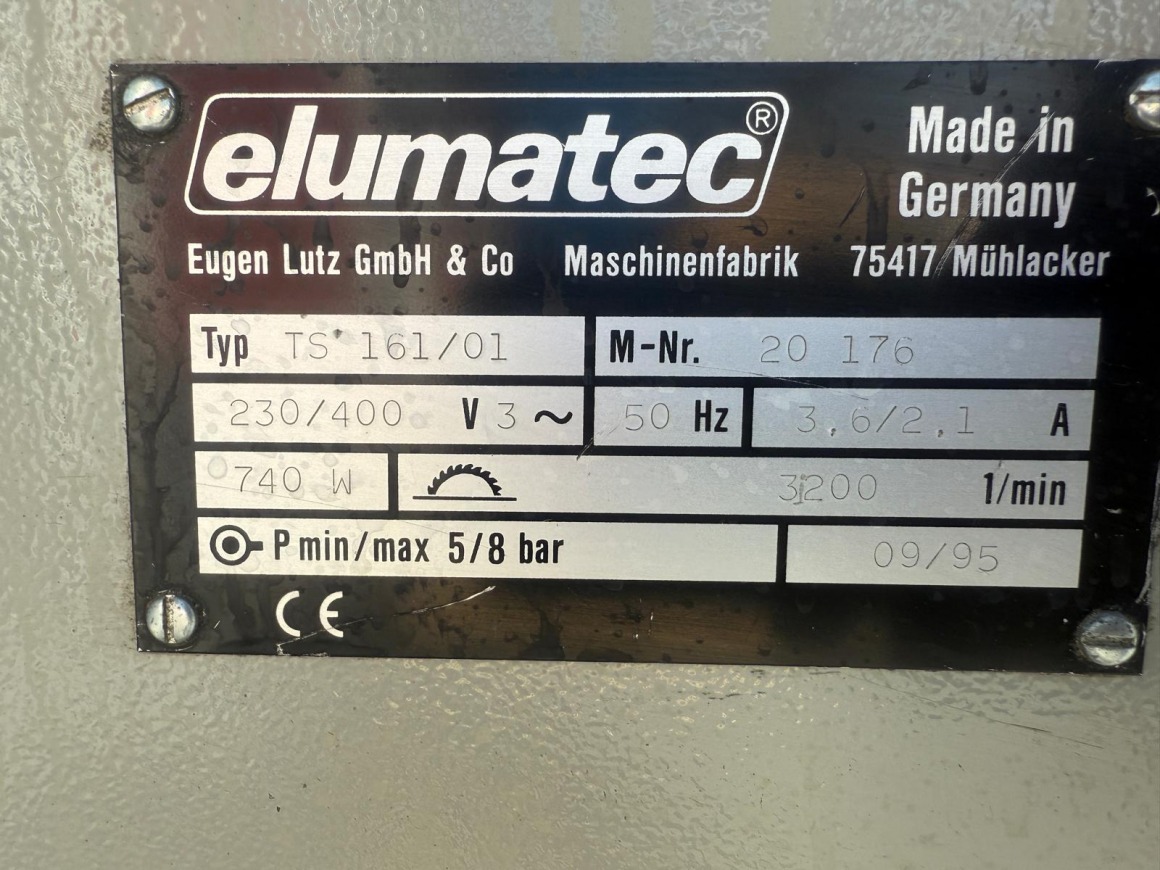 elumatec®
Made in
Germany
Eugen Lutz GmbH & Co Maschinenfabrik 75417 Mühlacker
Typ TS 161/01 M-Nr. 20 176
230/400 V 3 ~ 50 Hz 3,6/2,1 A
740 W 3200 1/min
P min/max 5/8 bar 09/95
CE